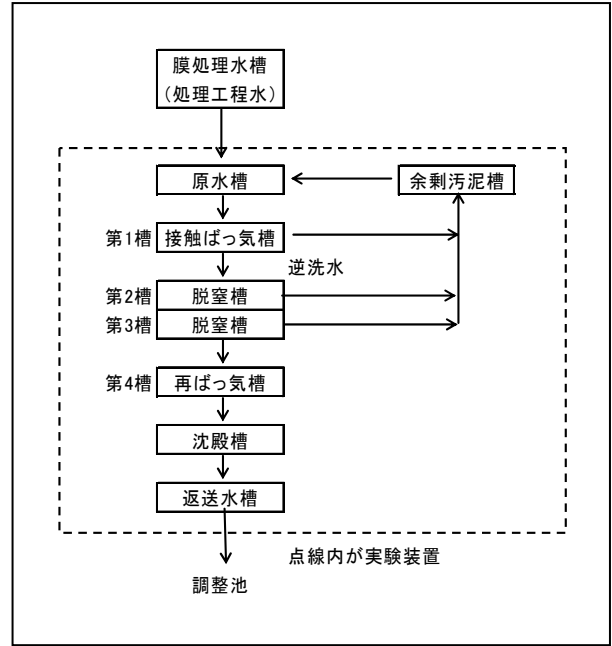 膜処理水槽
(処理工程水)
原水槽
余剰汚泥槽
第1槽
接触ばっ気槽
逆洗水
第2槽
脱窒槽
第3槽
脱窒槽
第4槽
再ばっ気槽
沈殿槽
返送水槽
点線内が実験装置
調整池